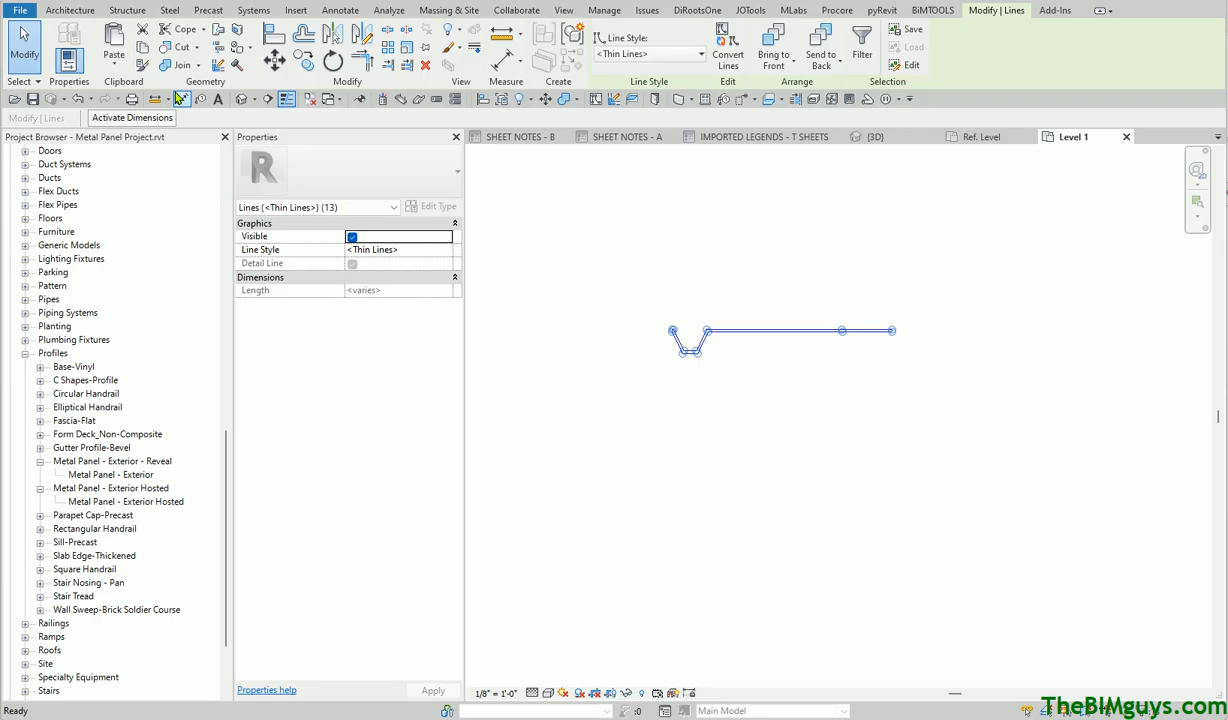 File Architecture Structure Steel Precast Systems Insert Annotate Analyze Massing & Site Collaborate View Manage Issues DiRootsOne JOTools MLabs Procore pyRevit BiMTOOLS Modify | Lines Add-Ins
Modify
Select
Properties
Paste
Clipboard
Cope
Cut
Join
Geometry
Modify
View
Measure
Create
Line Style:
<Thin Lines>
Line Style
Convert
Lines
Edit
Bring to
Front
Send to
Back
Arrange
Filter
Save
Load
Edit
Selection
Modify | Lines
Activate Dimensions
Project Browser - Metal Panel Project.rvt
Doors
Duct Systems
Ducts
Flex Ducts
Flex Pipes
Floors
Furniture
Generic Models
Lighting Fixtures
Parking
Pattern
Pipes
Piping Systems
Planting
Plumbing Fixtures
Profiles
Base-Vinyl
C Shapes-Profile
Circular Handrail
Elliptical Handrail
Fascia-Flat
Form Deck_Non-Composite
Gutter Profile-Bevel
Metal Panel - Exterior - Reveal
Metal Panel - Exterior
Metal Panel - Exterior Hosted
Metal Panel - Exterior Hosted
Parapet Cap-Precast
Rectangular Handrail
Sill-Precast
Slab Edge-Thickened
Square Handrail
Stair Nosing - Pan
Stair Tread
Wall Sweep-Brick Soldier Course
Railings
Ramps
Roofs
Site
Specialty Equipment
Stairs
Properties
R
Lines (<Thin Lines>) (13)
Edit Type
Graphics
Visible
Line Style <Thin Lines>
Detail Line
Dimensions
Length <varies>
Properties help
Apply
SHEET NOTES - B SHEET NOTES - A IMPORTED LEGENDS - T SHEETS {3D} Ref. Level Level 1
2D
1/8" = 1'-0"
Ready
:0
Main Model
TheBIMguys.com